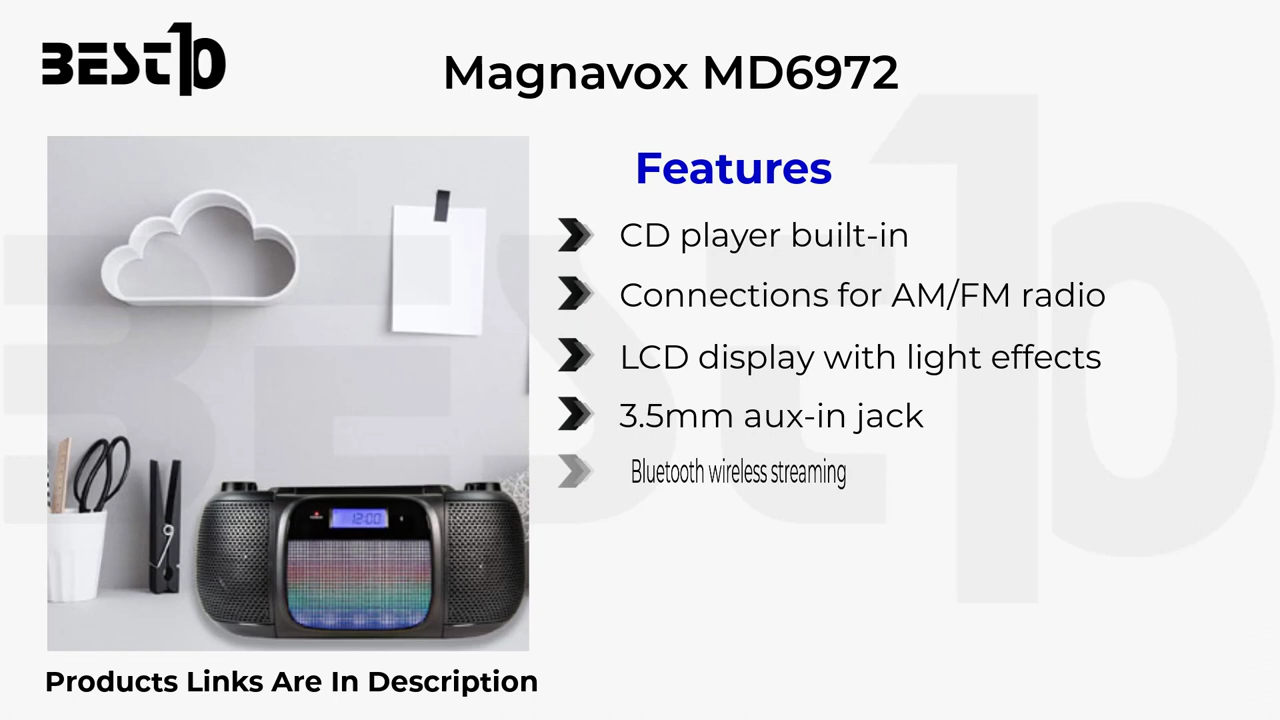 BEST10
Magnavox MD6972
Features
CD player built-in
Connections for AM/FM radio
LCD display with light effects
3.5mm aux-in jack
Bluetooth wireless streaming
12:00
Products Links Are In Description